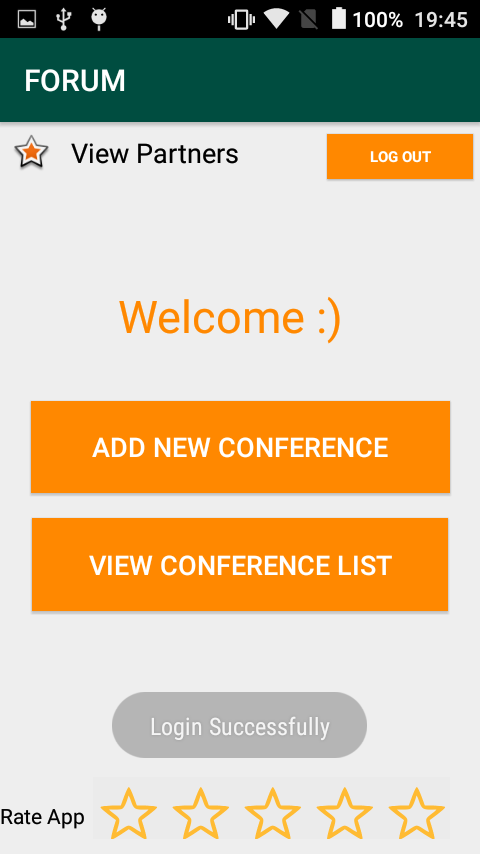 100% 19:45
FORUM
View Partners
LOG OUT
Welcome :)
ADD NEW CONFERENCE
VIEW CONFERENCE LIST
Login Successfully
Rate App